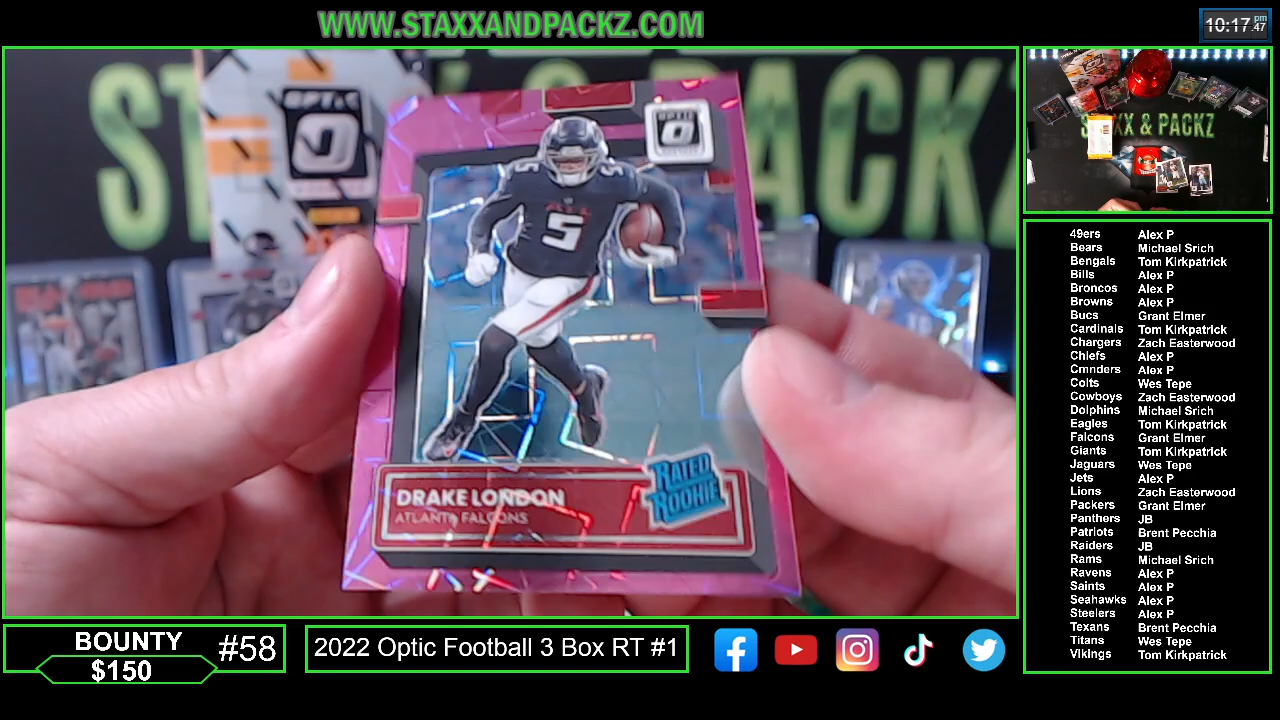 WWW.STAXXANDPACKZ.COM
10:17 pm .47
OPTIC
5
5
DRAKE LONDON
ATLANTA FALCONS
RATED
ROOKIE
STAXX & PACKZ
49ers Alex P
Bears Michael Srich
Bengals Tom Kirkpatrick
Bills Alex P
Broncos Alex P
Browns Alex P
Bucs Grant Elmer
Cardinals Tom Kirkpatrick
Chargers Zach Easterwood
Chiefs Alex P
Cmnders Alex P
Colts Wes Tepe
Cowboys Zach Easterwood
Dolphins Michael Srich
Eagles Tom Kirkpatrick
Falcons Grant Elmer
Giants Tom Kirkpatrick
Jaguars Wes Tepe
Jets Alex P
Lions Zach Easterwood
Packers Grant Elmer
Panthers JB
Patriots Brent Pecchia
Raiders JB
Rams Michael Srich
Ravens Alex P
Saints Alex P
Seahawks Alex P
Steelers Alex P
Texans Brent Pecchia
Titans Wes Tepe
Vikings Tom Kirkpatrick
BOUNTY
$150
#58
2022 Optic Football 3 Box RT #1